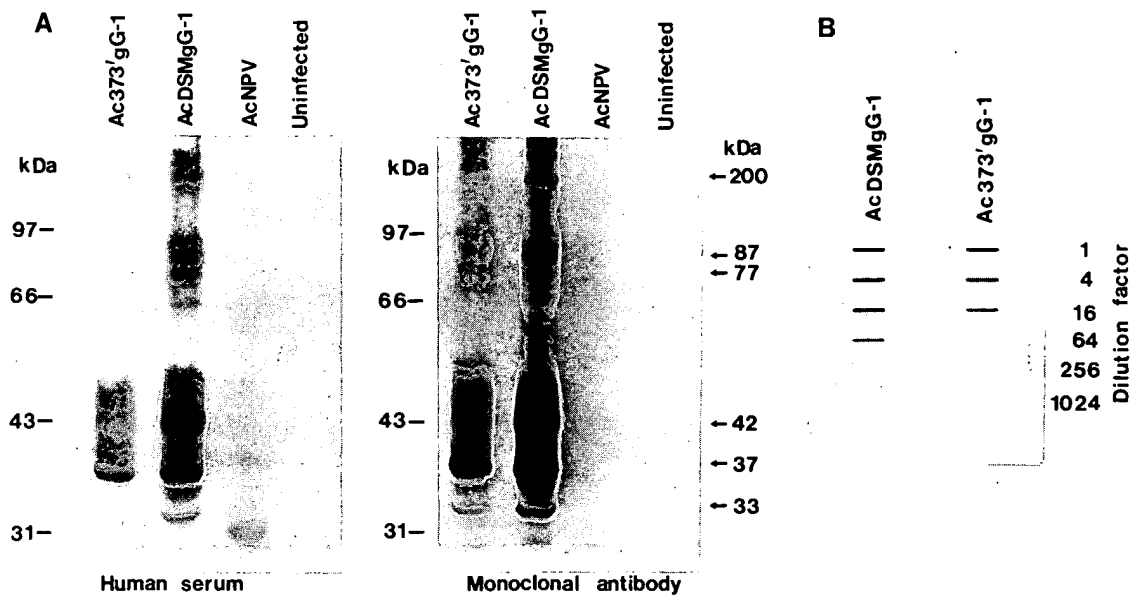 A
Ac373'gG-1
AcDSMgG-1
AcNPV
Uninfected
kDa
97
66
43
31
Human serum
Ac373'gG-1
AcDSMgG-1
AcNPV
Uninfected
kDa
97
66
43
31
kDa
←200
←87
←77
←42
←37
←33
Monoclonal antibody
B
AcDSMgG-1
Ac373'gG-1
1
4
16
64
256
1024
Dilution factor